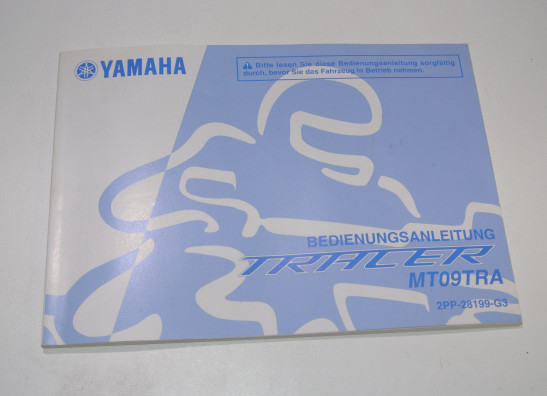 YAMAHA
Bitte lesen Sie diese Bedienungsanleitung sorgfältig
durch, bevor Sie das Fahrzeug in Betrieb nehmen.
BEDIENUNGSANLEITUNG
TRACER
MT09TRA
2PP-28199-G3